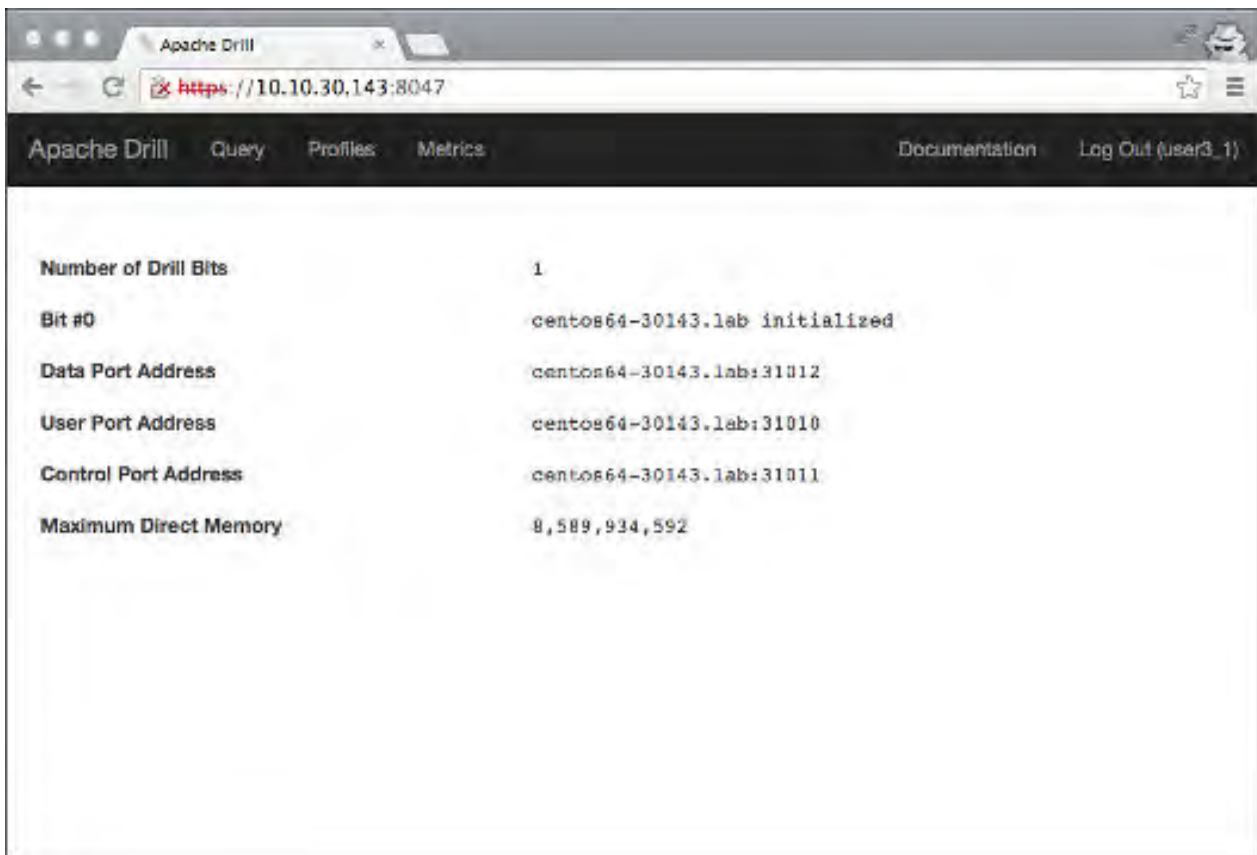 Apache Drill
https://10.10.30.143:8047
Apache Drill Query Profiles Metrics Documentation Log Out (user3_1)
Number of Drill Bits 1
Bit #0 centos64-30143.lab initialized
Data Port Address centos64-30143.lab:31012
User Port Address centos64-30143.lab:31010
Control Port Address centos64-30143.lab:31011
Maximum Direct Memory 8,589,934,592